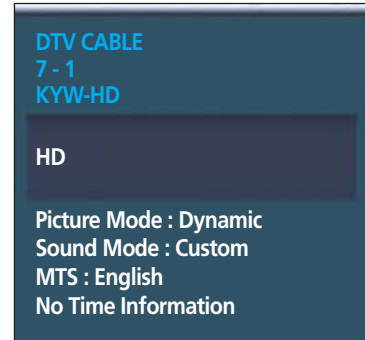 DTV CABLE
7 - 1
KYW-HD
HD
Picture Mode : Dynamic
Sound Mode : Custom
MTS : English
No Time Information